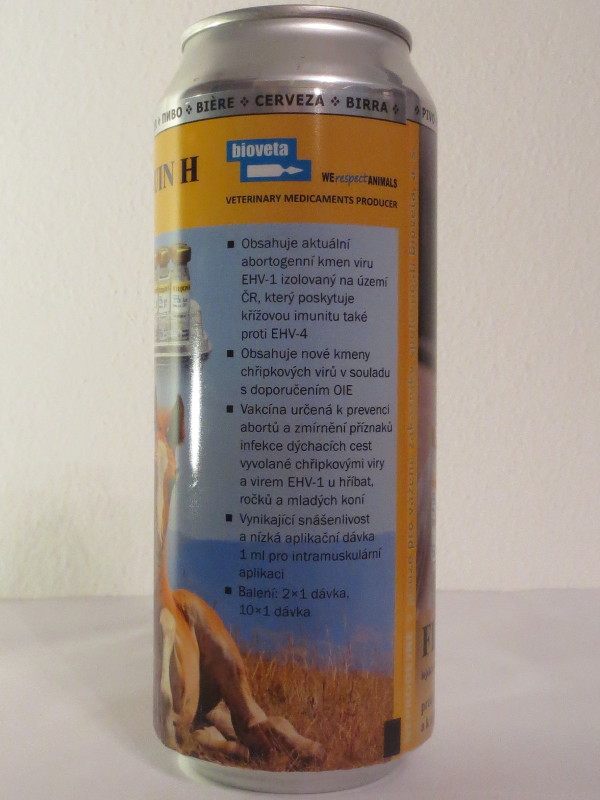 ПИВО ❖ BIÈRE ❖ CERVEZA ❖ BIRRA ❖
UIN H
bioveta
WE respect ANIMALS
VETERINARY MEDICAMENTS PRODUCER
▪ Obsahuje aktuální
abortogenní kmen viru
EHV-1 izolovaný na území
ČR, který poskytuje
křížovou imunitu také
proti EHV-4
▪ Obsahuje nové kmeny
chřipkových virů v souladu
s doporučením OIE
▪ Vakcína určená k prevenci
abortů a zmírnění příznaků
infekce dýchacích cest
vyvolané chřipkovými viry
a virem EHV-1 u hříbat,
ročků a mladých koní
▪ Vynikající snášenlivost
a nízká aplikační dávka
1 ml pro intramuskulární
aplikaci
▪ Balení: 2×1 dávka,
10×1 dávka